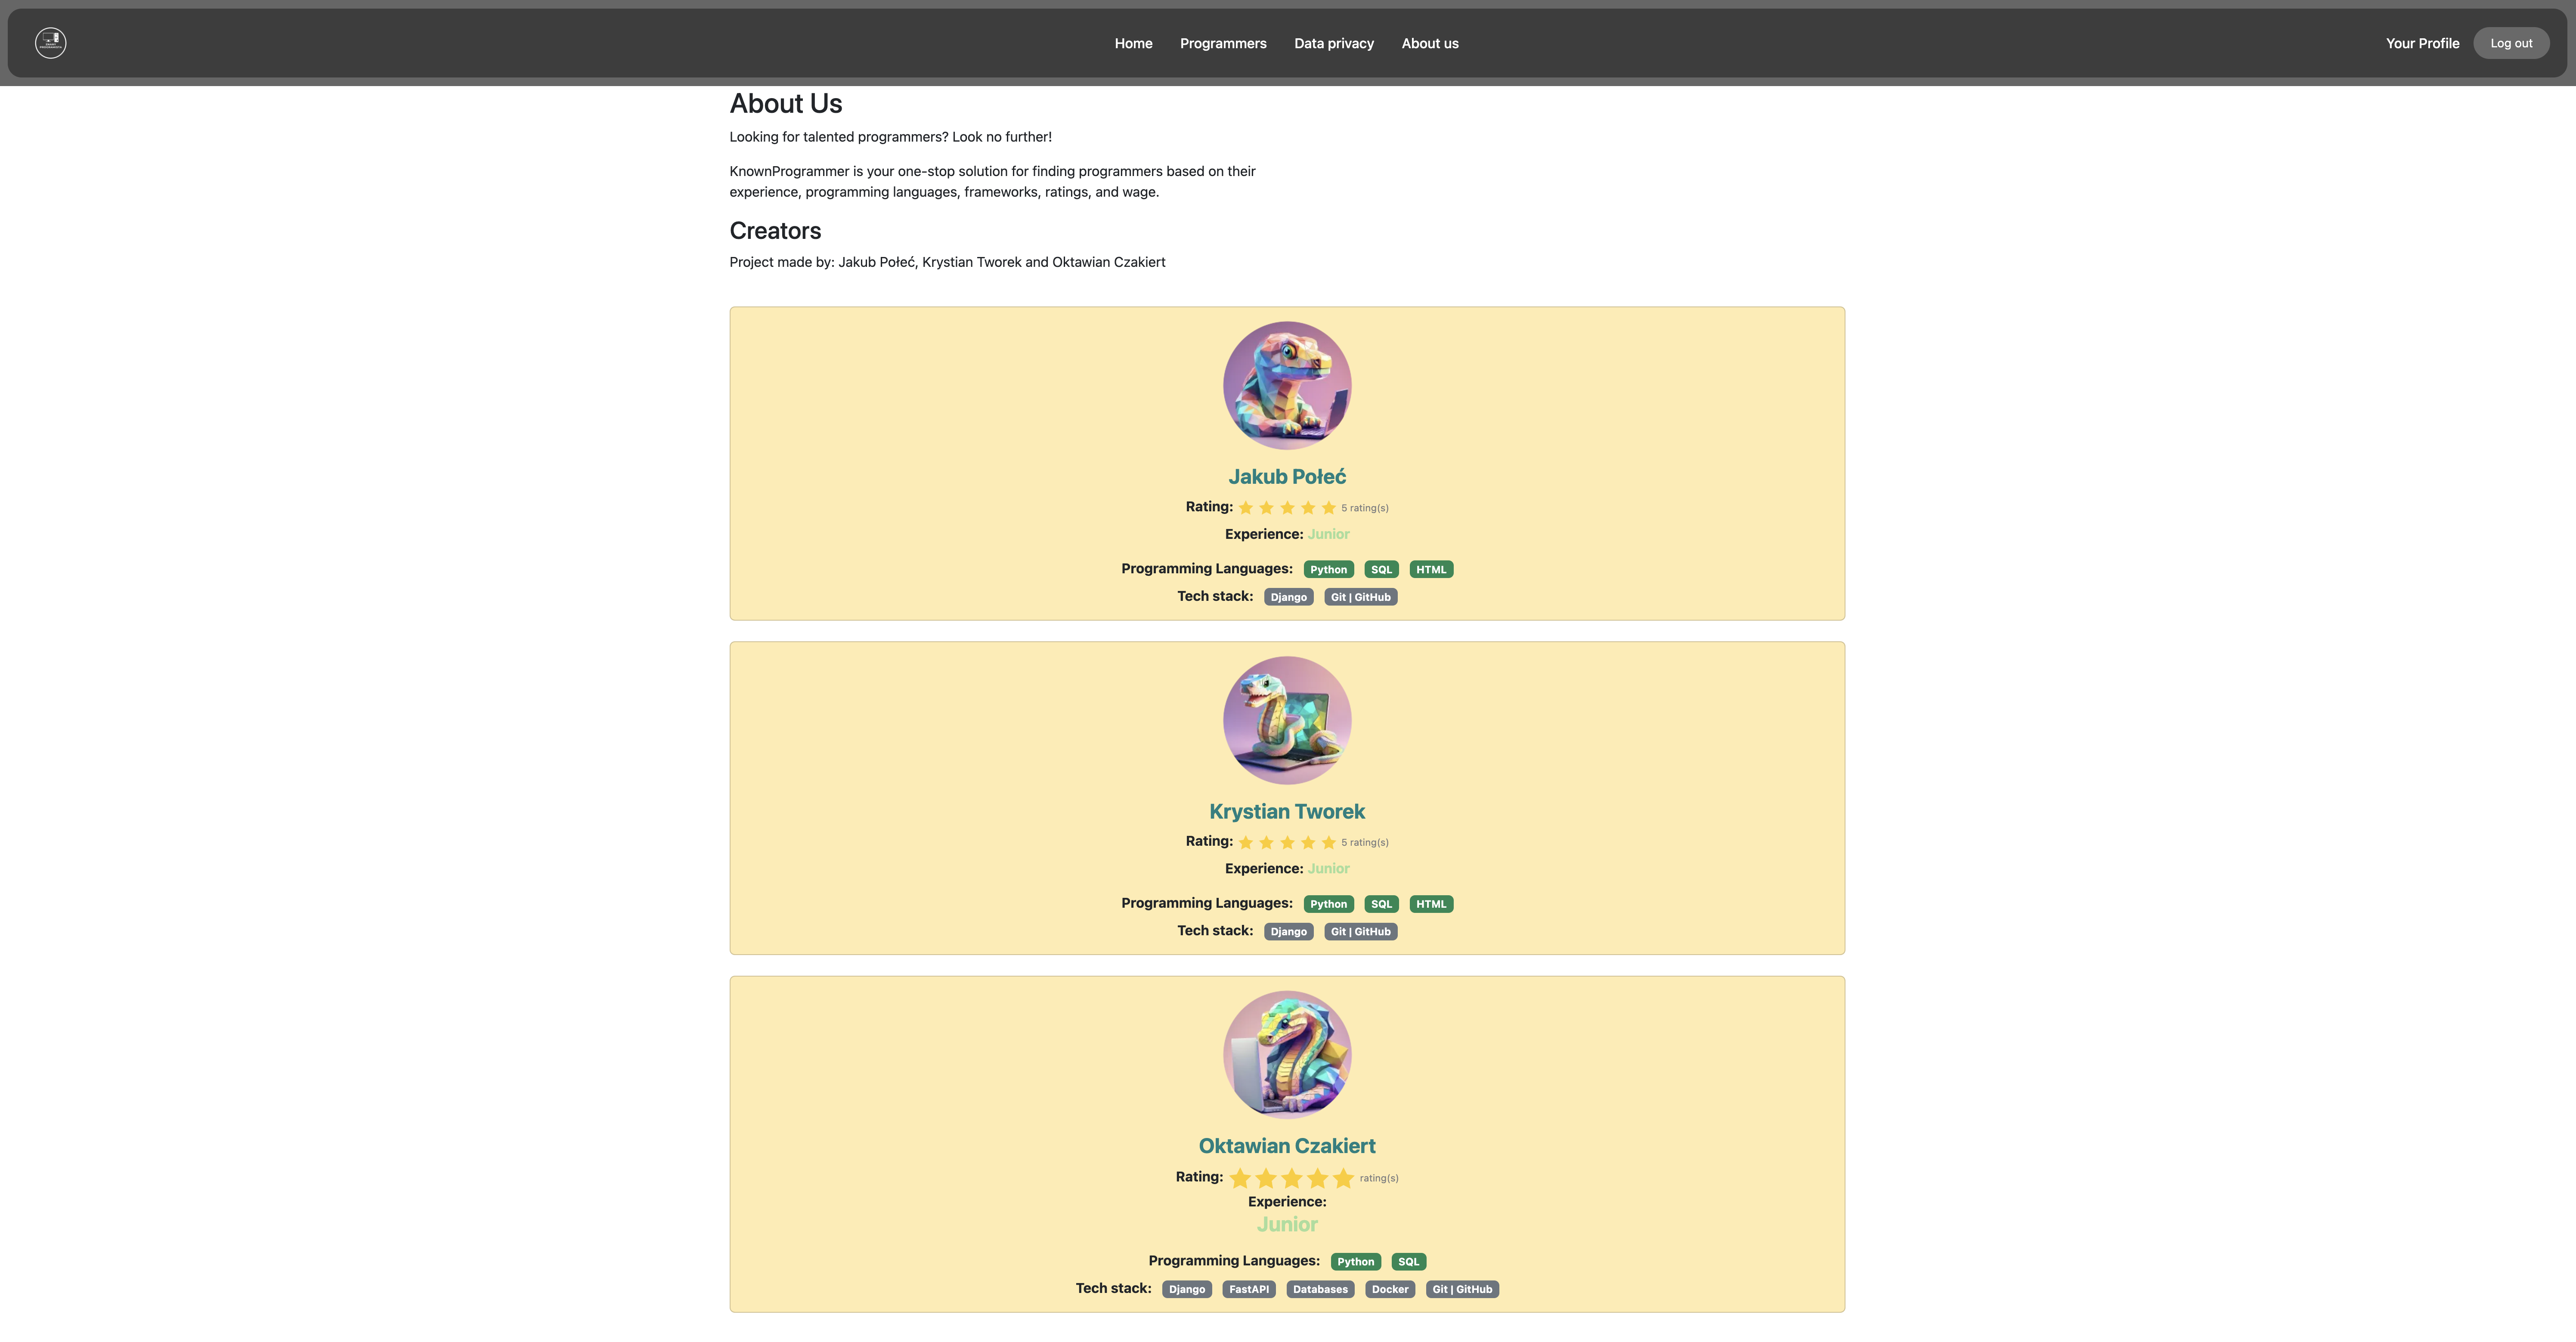 Home Programmers Data privacy About us Your Profile Log out
About Us
Looking for talented programmers? Look no further!
KnownProgrammer is your one-stop solution for finding programmers based on their
experience, programming languages, frameworks, ratings, and wage.
Creators
Project made by: Jakub Połeć, Krystian Tworek and Oktawian Czakiert
Jakub Połeć
Rating: 5 rating(s)
Experience: Junior
Programming Languages: Python SQL HTML
Tech stack: Django Git | GitHub
Krystian Tworek
Rating: 5 rating(s)
Experience: Junior
Programming Languages: Python SQL HTML
Tech stack: Django Git | GitHub
Oktawian Czakiert
Rating: rating(s)
Experience:
Junior
Programming Languages: Python SQL
Tech stack: Django FastAPI Databases Docker Git | GitHub